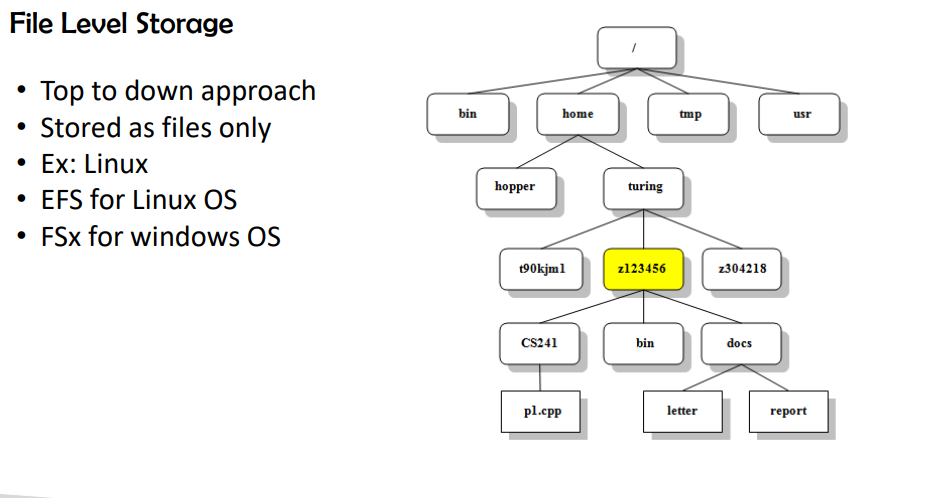 File Level Storage
• Top to down approach
• Stored as files only
• Ex: Linux
• EFS for Linux OS
• FSx for windows OS
/
bin home tmp usr
hopper turing
t90kjm1 z123456 z304218
CS241 bin docs
p1.cpp letter report